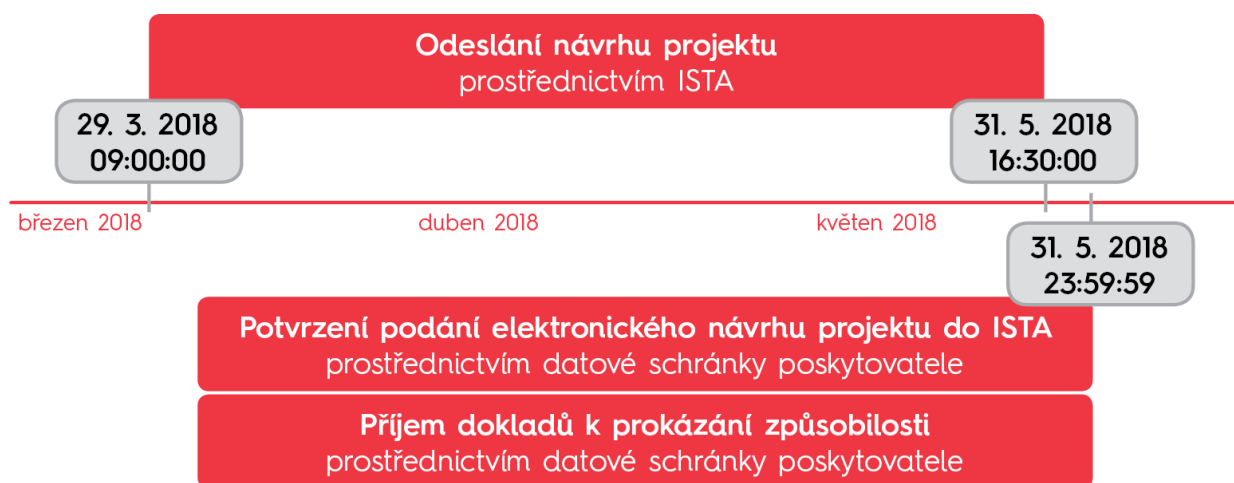 Odeslání návrhu projektu
prostřednictvím ISTA
29. 3. 2018
09:00:00
31. 5. 2018
16:30:00
březen 2018
duben 2018
květen 2018
31. 5. 2018
23:59:59
Potvrzení podání elektronického návrhu projektu do ISTA
prostřednictvím datové schránky poskytovatele
Příjem dokladů k prokázání způsobilosti
prostřednictvím datové schránky poskytovatele